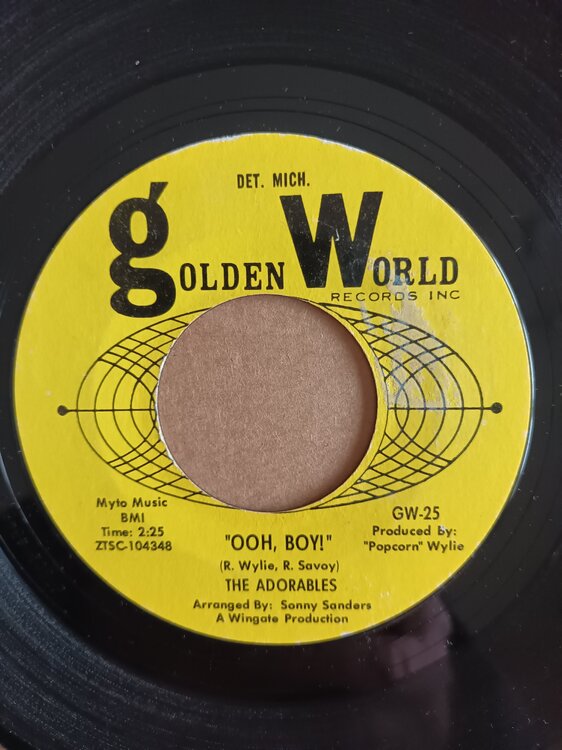 DET. MICH.
gOLDEN WORLD
RECORDS INC
Myto Music
BMI
Time: 2:25
ZTSC-104348
GW-25
Produced by:
"Popcorn" Wylie
"OOH, BOY!"
(R. Wylie, R. Savoy)
THE ADORABLES
Arranged By: Sonny Sanders
A Wingate Production